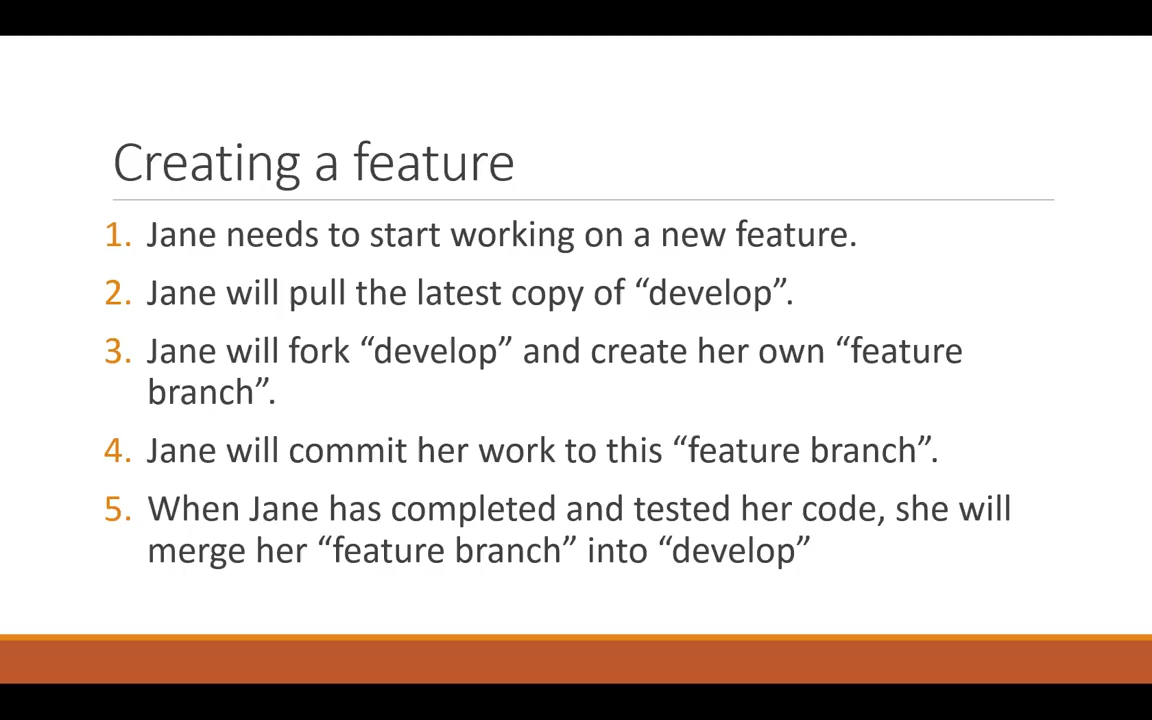 Creating a feature
1. Jane needs to start working on a new feature.
2. Jane will pull the latest copy of “develop”.
3. Jane will fork “develop” and create her own “feature
branch”.
4. Jane will commit her work to this “feature branch”.
5. When Jane has completed and tested her code, she will
merge her “feature branch” into “develop”